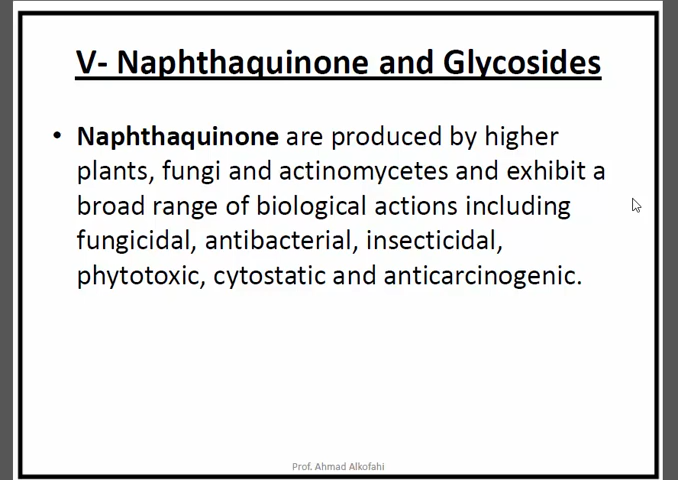 V- Naphthaquinone and Glycosides
• Naphthaquinone are produced by higher
plants, fungi and actinomycetes and exhibit a
broad range of biological actions including
fungicidal, antibacterial, insecticidal,
phytotoxic, cytostatic and anticarcinogenic.
Prof. Ahmad Alkofahi